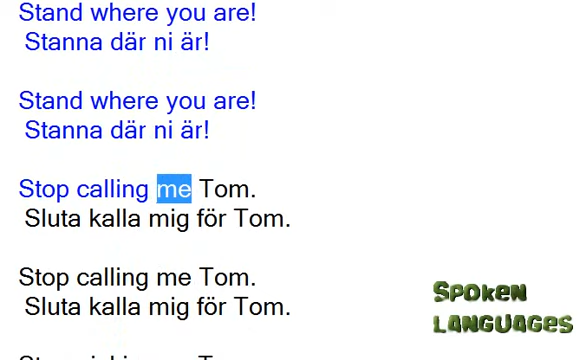 Stand where you are!
Stanna där ni är!
Stand where you are!
Stanna där ni är!
Stop calling me Tom.
Sluta kalla mig för Tom.
Stop calling me Tom.
Sluta kalla mig för Tom.
Spoken
Languages